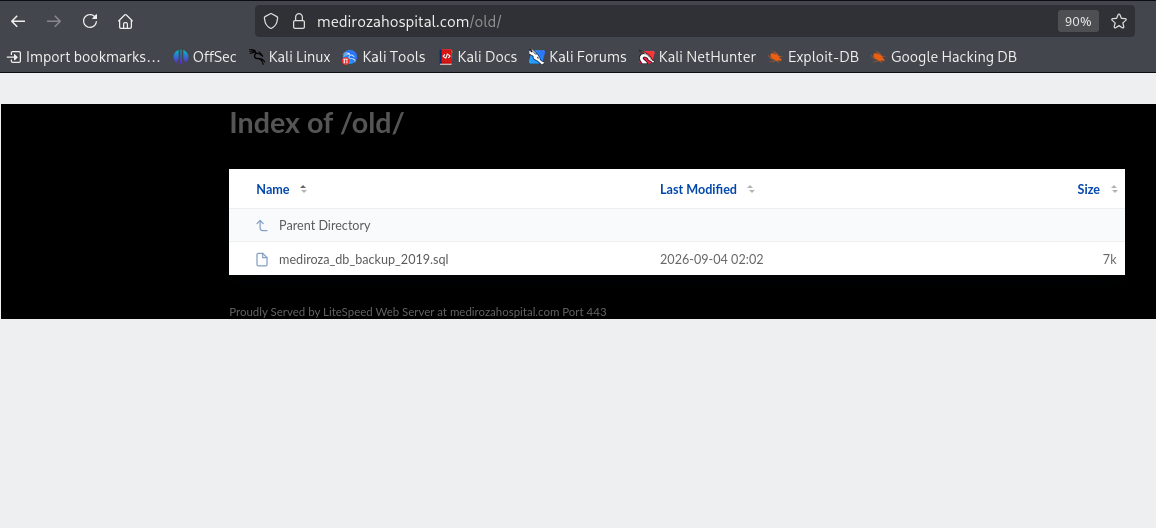 medirozahospital.com/old/
90%
Import bookmarks... OffSec Kali Linux Kali Tools Kali Docs Kali Forums Kali NetHunter Exploit-DB Google Hacking DB
Index of /old/
Name Last Modified Size
Parent Directory
mediroza_db_backup_2019.sql 2026-09-04 02:02 7k
Proudly Served by LiteSpeed Web Server at medirozahospital.com Port 443